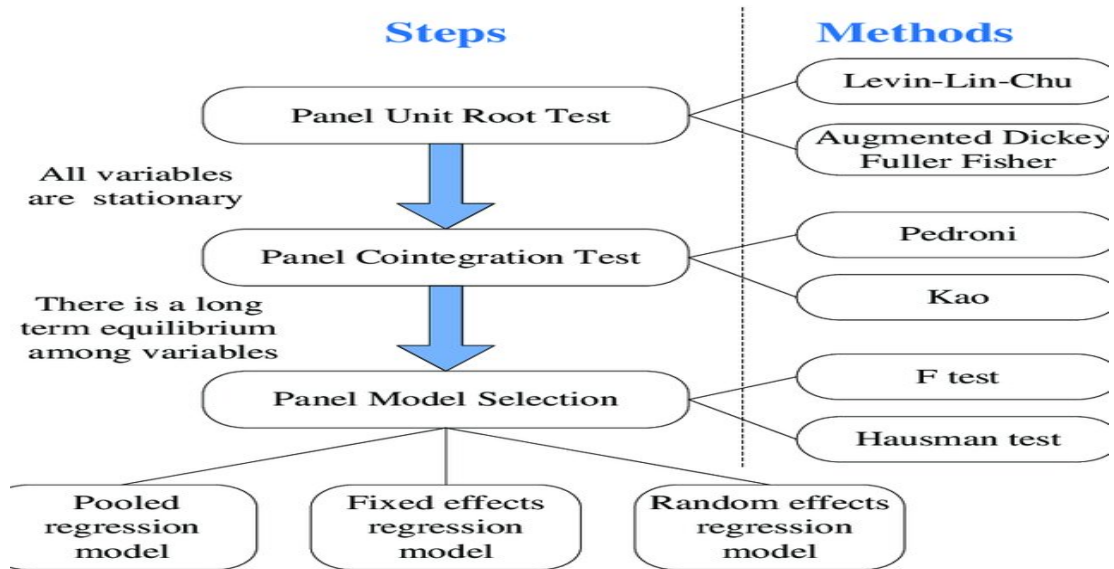 Steps
Methods
Panel Unit Root Test
Levin-Lin-Chu
Augmented Dickey
Fuller Fisher
All variables
are stationary
Panel Cointegration Test
Pedroni
Kao
There is a long
term equilibrium
among variables
Panel Model Selection
F test
Hausman test
Pooled
regression
model
Fixed effects
regression
model
Random effects
regression
model